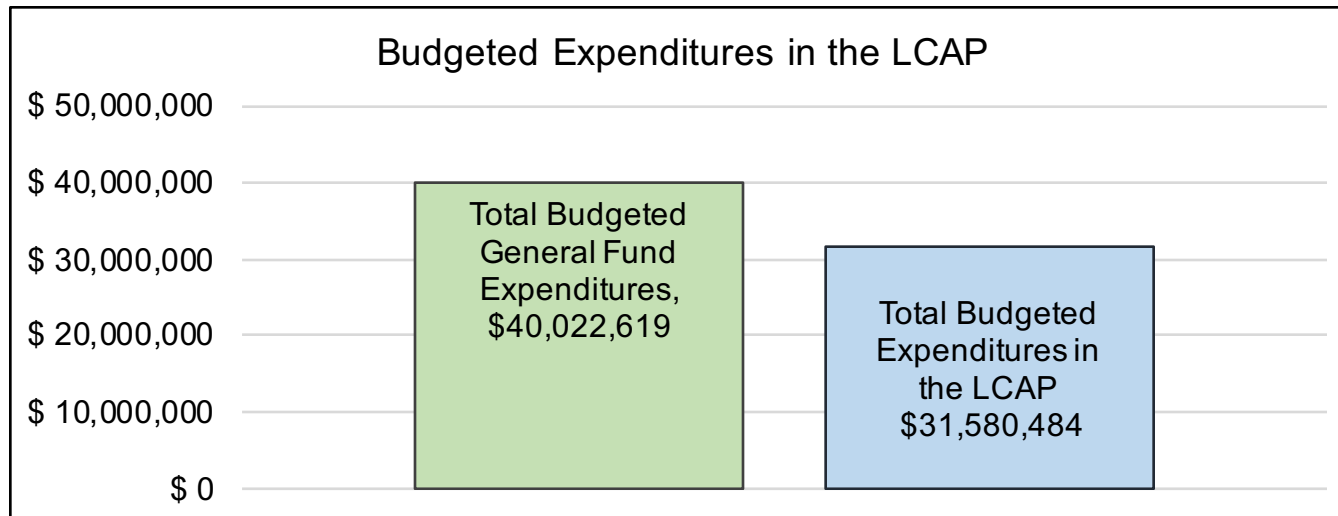 Budgeted Expenditures in the LCAP
$ 50,000,000
$ 40,000,000
$ 30,000,000
$ 20,000,000
$ 10,000,000
$ 0
Total Budgeted
General Fund
Expenditures,
$40,022,619
Total Budgeted
Expenditures in
the LCAP
$31,580,484